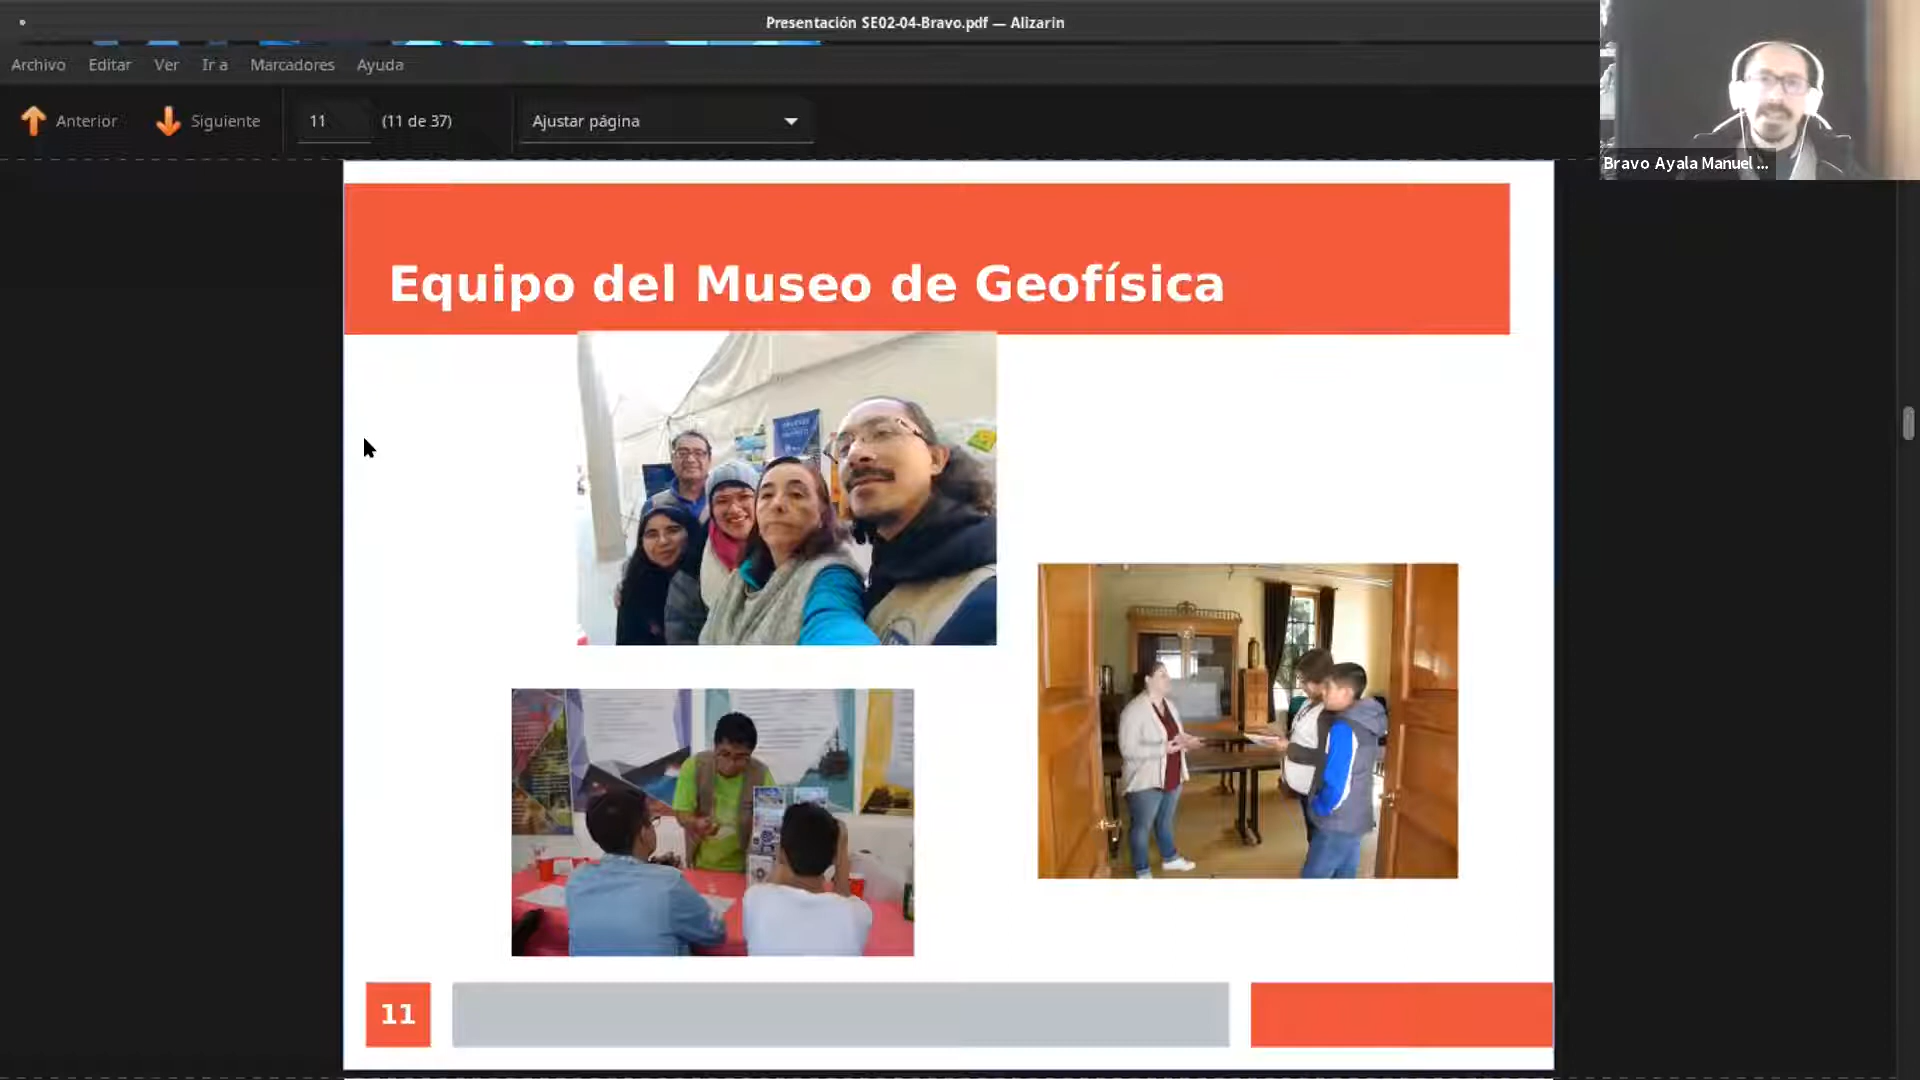 Presentación SE02-04-Bravo.pdf — Alizarin
Archivo Editar Ver Ir a Marcadores Ayuda
Anterior Siguiente 11 (11 de 37) Ajustar página
Bravo Ayala Manuel ...
Equipo del Museo de Geofísica
11